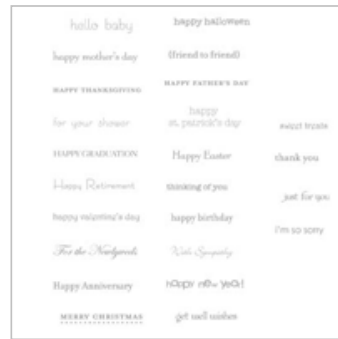 hello baby
happy halloween
happy mother's day
(friend to friend)
HAPPY THANKSGIVING
HAPPY FATHER'S DAY
for your shower
happy
st. patrick's day
sweet treats
HAPPY GRADUATION
Happy Easter
thank you
Happy Retirement
thinking of you
just for you
happy valentine's day
happy birthday
i'm so sorry
For the Newlyweds
With Sympathy
Happy Anniversary
happy new year!
MERRY CHRISTMAS
get well wishes